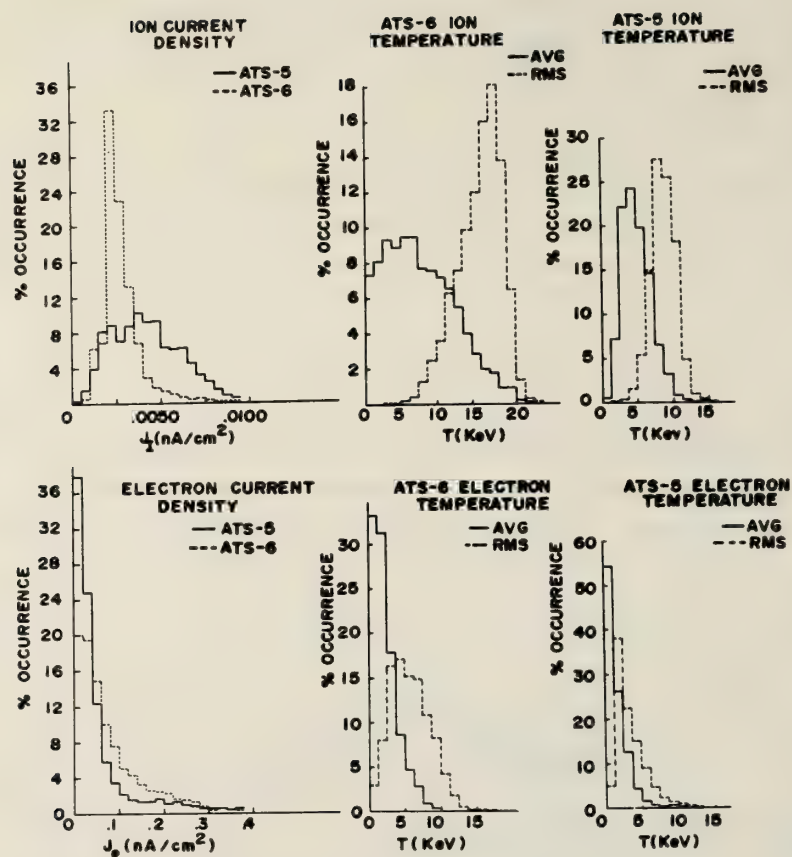 ION CURRENT
DENSITY
ATS-5
ATS-6
% OCCURRENCE
36
32
28
24
20
16
12
8
4
0 .0050 .0100
J_I (nA/cm²)
ATS-6 ION
TEMPERATURE
AVG
RMS
% OCCURRENCE
18
16
14
12
10
8
6
4
2
0 5 10 15 20
T(KeV)
ATS-5 ION
TEMPERATURE
AVG
RMS
% OCCURRENCE
30
25
20
15
10
5
0 5 10 15
T(Kev)
ELECTRON CURRENT
DENSITY
ATS-5
ATS-6
% OCCURRENCE
36
32
28
24
20
16
12
8
4
0 .1 .2 .3 .4
J_e (nA/cm²)
ATS-6 ELECTRON
TEMPERATURE
AVG
RMS
% OCCURRENCE
30
25
20
15
10
5
0 5 10 15
T(KeV)
ATS-5 ELECTRON
TEMPERATURE
AVG
RMS
% OCCURRENCE
60
50
40
30
20
10
0 5 10 15
T(KeV)